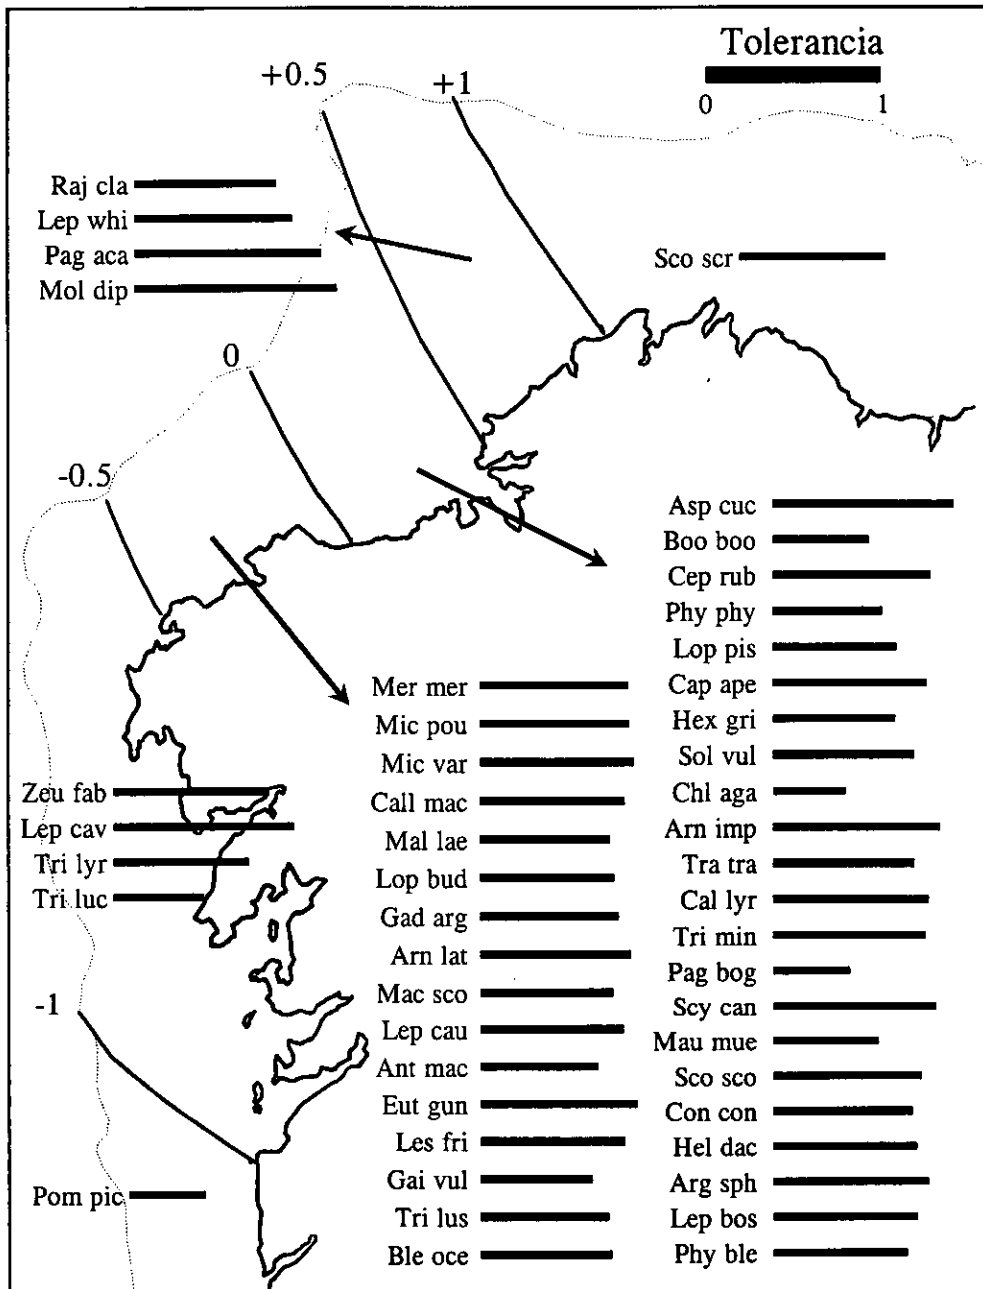 Tolerancia
0 1
+0.5
+1
Raj cla
Lep whi
Pag aca
Mol dip
Sco scr
0
-0.5
Asp cuc
Boo boo
Cep rub
Phy phy
Lop pis
Cap ape
Hex gri
Sol vul
Chl aga
Arn imp
Tra tra
Cal lyr
Tri min
Pag bog
Scy can
Mau mue
Sco sco
Con con
Hel dac
Arg sph
Lep bos
Phy ble
Mer mer
Mic pou
Mic var
Call mac
Mal lae
Lop bud
Gad arg
Arn lat
Mac sco
Lep cau
Ant mac
Eut gun
Les fri
Gai vul
Tri lus
Ble oce
Zeu fab
Lep cav
Tri lyr
Tri luc
-1
Pom pic